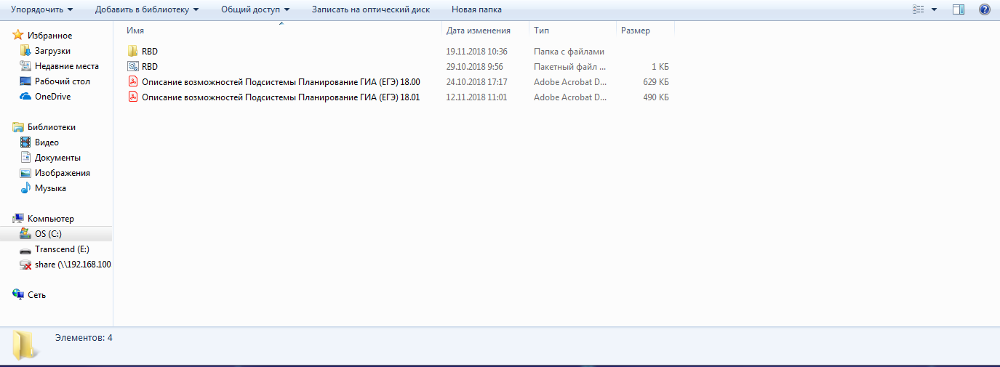 Упорядочить Добавить в библиотеку Общий доступ Записать на оптический диск Новая папка
Имя Дата изменения Тип Размер
Избранное
Загрузки
Недавние места
Рабочий стол
OneDrive
Библиотеки
Видео
Документы
Изображения
Музыка
Компьютер
OS (C:)
Transcend (E:)
share (\\192.168.100
Сеть
RBD 19.11.2018 10:36 Папка с файлами
RBD 29.10.2018 9:56 Пакетный файл ... 1 КБ
Описание возможностей Подсистемы Планирование ГИА (ЕГЭ) 18.00 24.10.2018 17:17 Adobe Acrobat D... 629 КБ
Описание возможностей Подсистемы Планирование ГИА (ЕГЭ) 18.01 12.11.2018 11:01 Adobe Acrobat D... 490 КБ
Элементов: 4